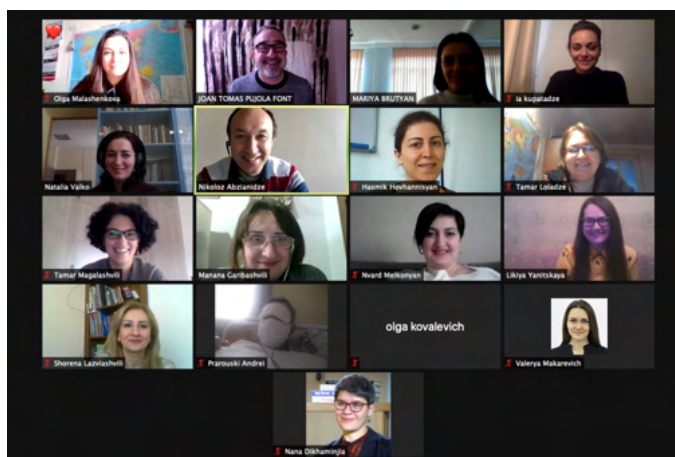 Olga Malashenkova
JOAN TOMAS PUJOLA FONT
MARIYA BRUTYAN
ia kupatadze
Natalia Valko
Nikoloz Abzianidze
Hasmik Hovhannisyan
Tamar Loladze
Tamar Magalashvili
Manana Garibashvili
Nvard Melkonyan
Likiya Yanitskaya
Shorena Lazviashvili
Prarouski Andrei
olga kovalevich
Valerya Makarevich
Nana Dikhaminjia